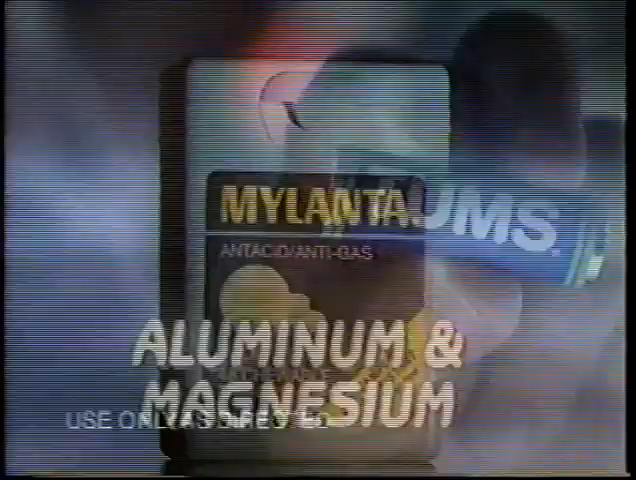 MYLANTA
UMS.
ANTACID/ANTI-GAS
ALUMINUM &
MAGNESIUM
USE ONLY AS DIRECTED